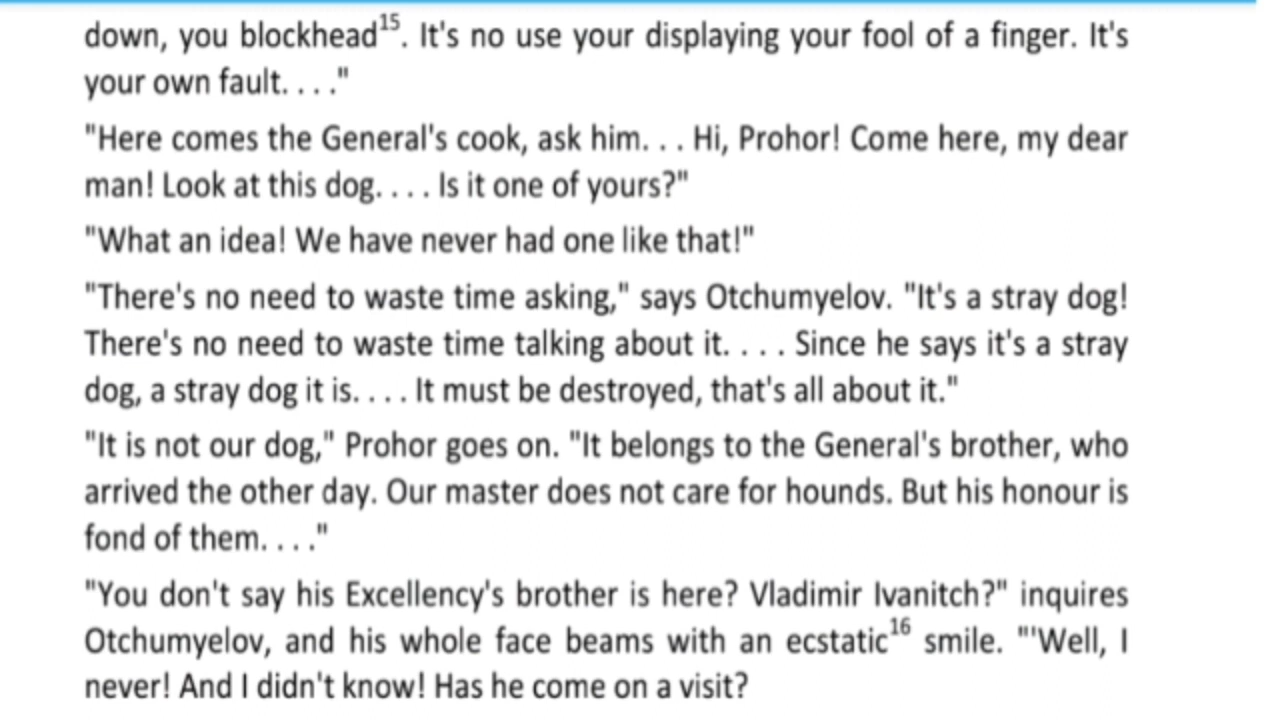 down, you blockhead15. It's no use your displaying your fool of a finger. It's
your own fault. . . ."
"Here comes the General's cook, ask him. . . Hi, Prohor! Come here, my dear
man! Look at this dog. . . . Is it one of yours?"
"What an idea! We have never had one like that!"
"There's no need to waste time asking," says Otchumyelov. "It's a stray dog!
There's no need to waste time talking about it. . . . Since he says it's a stray
dog, a stray dog it is. . . . It must be destroyed, that's all about it."
"It is not our dog," Prohor goes on. "It belongs to the General's brother, who
arrived the other day. Our master does not care for hounds. But his honour is
fond of them. . . ."
"You don't say his Excellency's brother is here? Vladimir Ivanitch?" inquires
Otchumyelov, and his whole face beams with an ecstatic16 smile. "'Well, I
never! And I didn't know! Has he come on a visit?